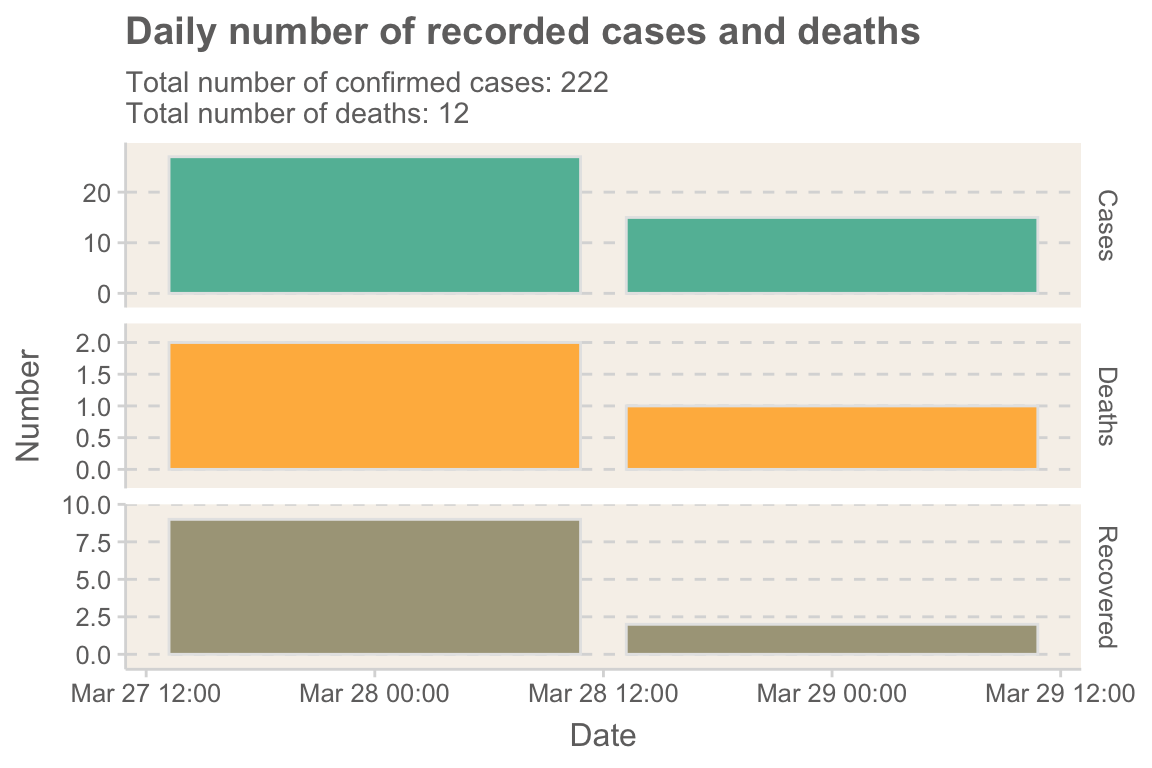 Daily number of recorded cases and deaths
Total number of confirmed cases: 222
Total number of deaths: 12
Number
20
10
0
Cases
2.0
1.5
1.0
0.5
0.0
Deaths
10.0
7.5
5.0
2.5
0.0
Recovered
Mar 27 12:00 Mar 28 00:00 Mar 28 12:00 Mar 29 00:00 Mar 29 12:00
Date